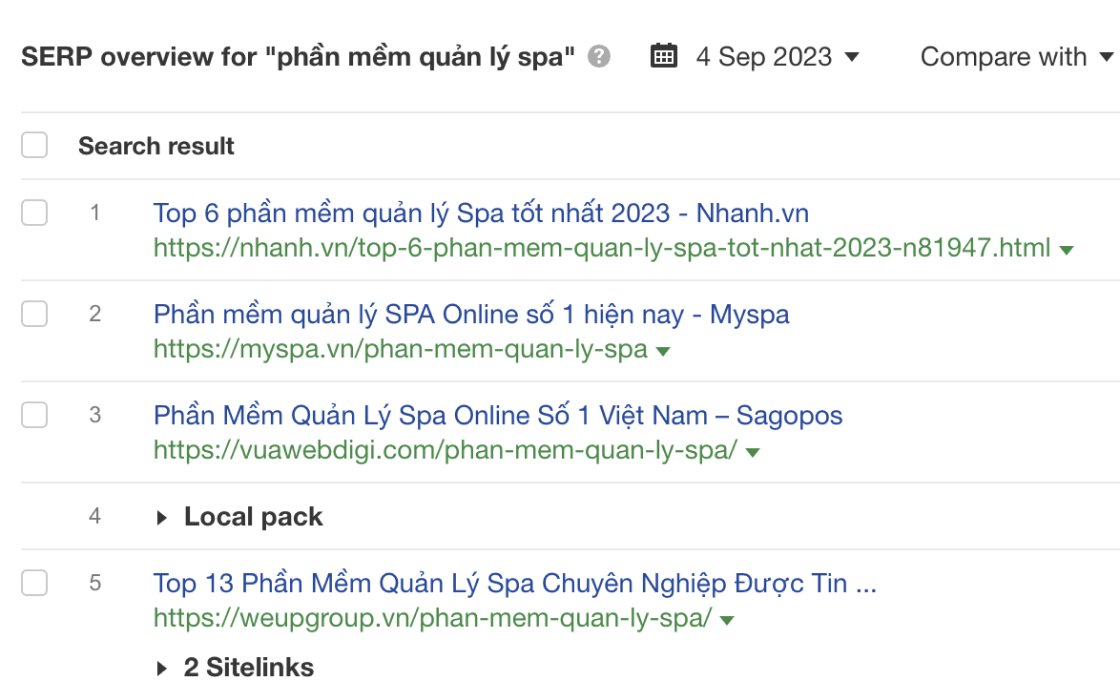 SERP overview for "phần mềm quản lý spa" ? 4 Sep 2023 Compare with
Search result
1 Top 6 phần mềm quản lý Spa tốt nhất 2023 - Nhanh.vn
https://nhanh.vn/top-6-phan-mem-quan-ly-spa-tot-nhat-2023-n81947.html
2 Phần mềm quản lý SPA Online số 1 hiện nay - Myspa
https://myspa.vn/phan-mem-quan-ly-spa
3 Phần Mềm Quản Lý Spa Online Số 1 Việt Nam – Sagopos
https://vuawebdigi.com/phan-mem-quan-ly-spa/
4 Local pack
5 Top 13 Phần Mềm Quản Lý Spa Chuyên Nghiệp Được Tin ...
https://weupgroup.vn/phan-mem-quan-ly-spa/
2 Sitelinks